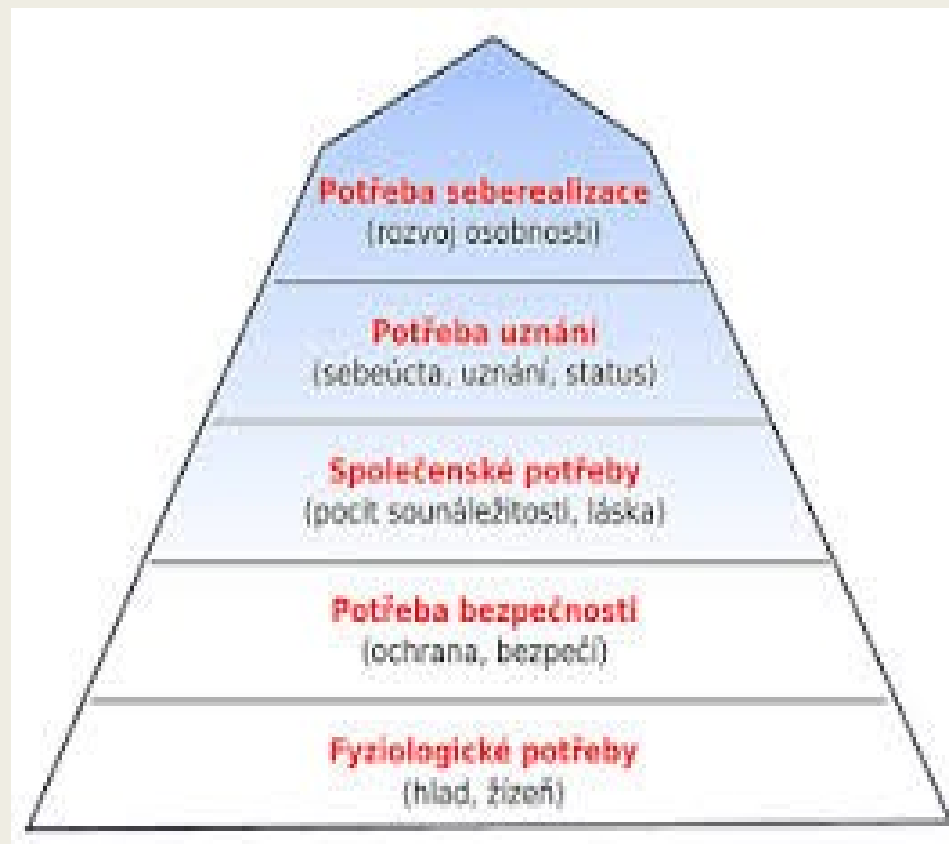 Potřeba seberealizace
(rozvoj osobnosti)
Potřeba uznání
(sebeúcta, uznání, status)
Společenské potřeby
(pocit sounáležitosti, láska)
Potřeba bezpečnosti
(ochrana, bezpečí)
Fyziologické potřeby
(hlad, žízeň)